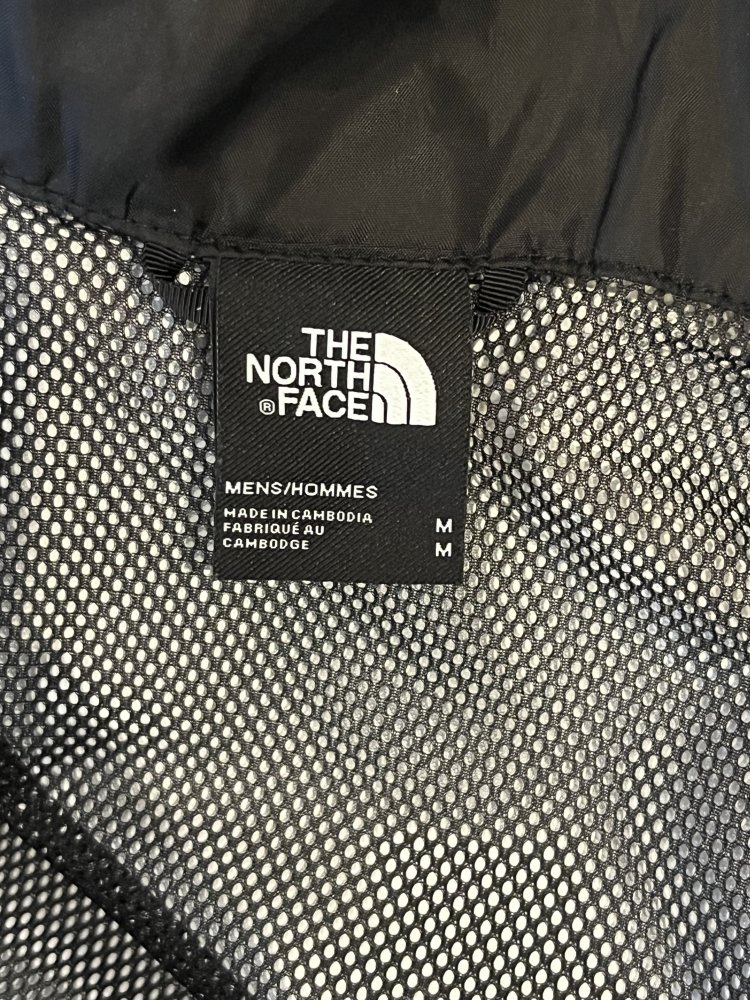 THE
NORTH
® FACE
MENS/HOMMES
MADE IN CAMBODIA M
FABRIQUÉ AU
CAMBODGE M